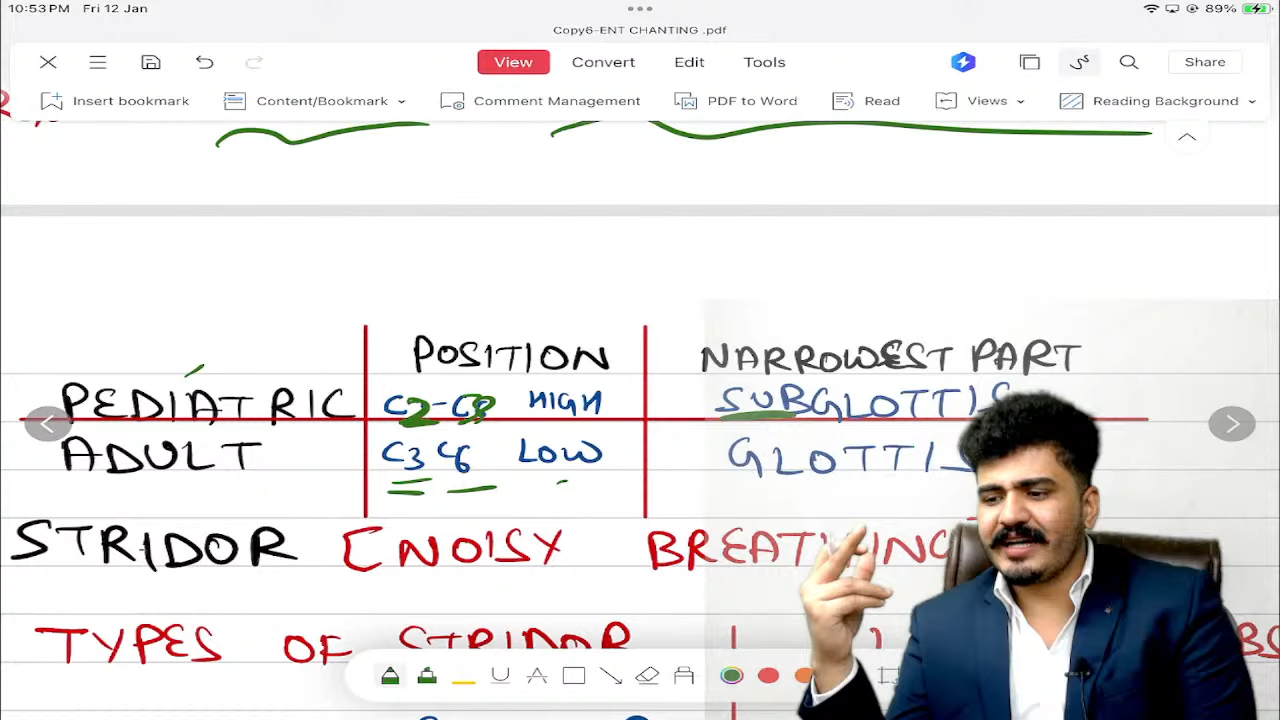 10:53 PM Fri 12 Jan 89%
Copy6-ENT CHANTING .pdf
View Convert Edit Tools Share
Insert bookmark Content/Bookmark Comment Management PDF to Word Read Views Reading Background
POSITION NARROWEST PART
PEDIATRIC HIGH SUBGLOTTIS
ADULT C3 C6 LOW GLOTTIS
STRIDOR [NOISY BREATHING
TYPES OF STRIDOR